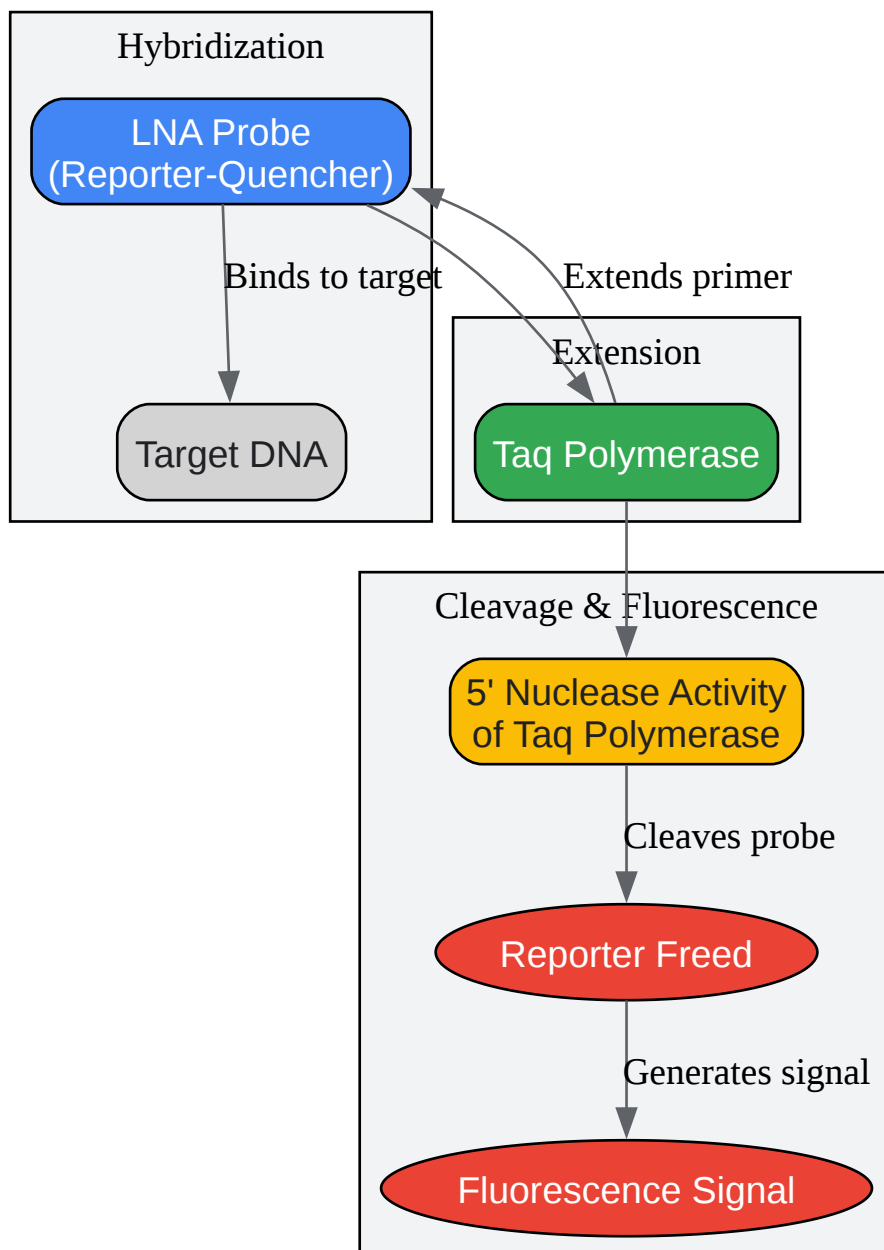 Hybridization
LNA Probe
(Reporter-Quencher)
Binds to target
Extends primer
Extension
Target DNA
Taq Polymerase
Cleavage & Fluorescence
5' Nuclease Activity
of Taq Polymerase
Cleaves probe
Reporter Freed
Generates signal
Fluorescence Signal